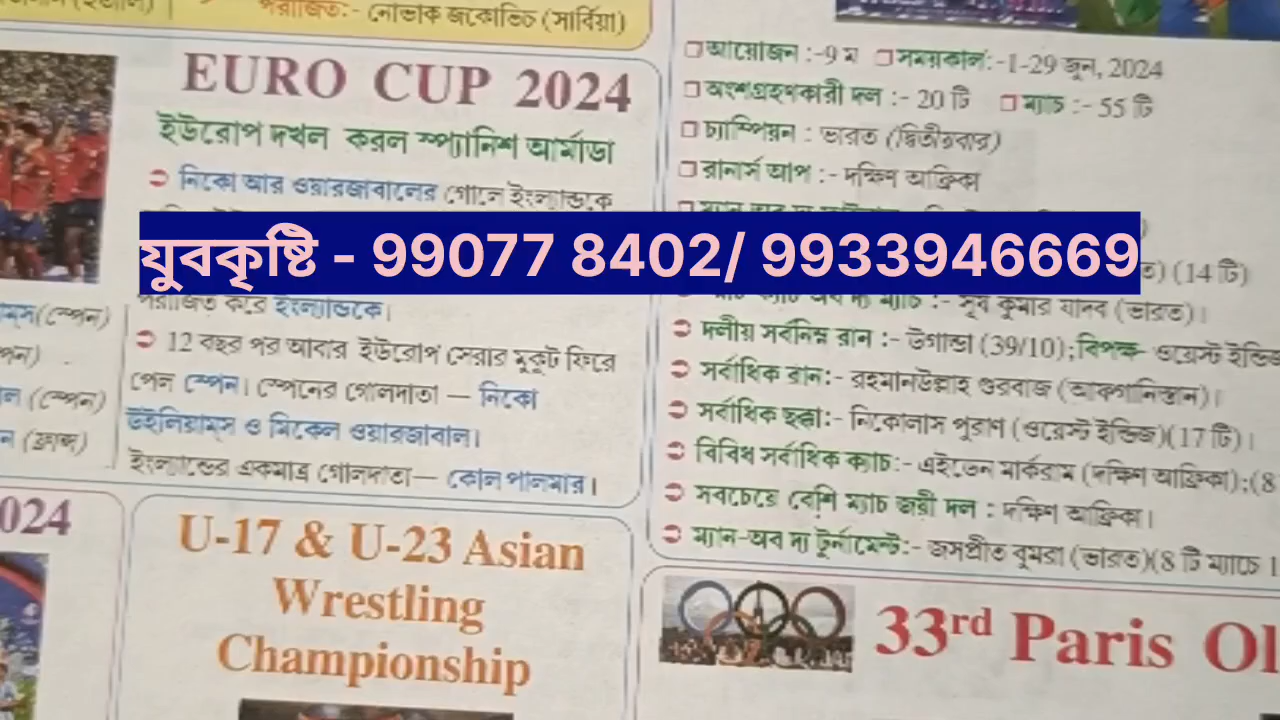 পরাজিত:- নোভাক জকোভিচ (সার্বিয়া)
EURO CUP 2024
ইউরোপ দখল করল স্প্যানিশ আর্মাডা
নিকো আর ওয়ারজাবালের গোলে ইংল্যান্ডকে
পরাজিত করে ইংল্যান্ডকে।
12 বছর পর আবার ইউরোপ সেরার মুকুট ফিরে
পেল স্পেন। স্পেনের গোলদাতা — নিকো
উইলিয়াম্স ও মিকেল ওয়ারজাবাল।
ইংল্যান্ডের একমাত্র গোলদাতা— কোল পালমার।
(স্পেন)
(স্পেন)
(ফ্রান্স)
024
U-17 & U-23 Asian
Wrestling
Championship
আয়োজন :-9 ম সময়কাল:-1-29 জুন, 2024
অংশগ্রহণকারী দল :- 20 টি ম্যাচ :- 55 টি
চ্যাম্পিয়ন : ভারত (দ্বিতীয়বার)
রানার্স আপ :- দক্ষিণ আফ্রিকা
যুবকৃষ্টি - 99077 8402/ 9933946669
(14 টি)
:- সূর্য কুমার যাদব (ভারত)।
দলীয় সর্বনিম্ন রান :- উগান্ডা (39/10);বিপক্ষ- ওয়েস্ট ইন্ডিজ
সর্বাধিক রান:- রহমানউল্লাহ গুরবাজ (আফগানিস্তান)।
সর্বাধিক ছক্কা:- নিকোলাস পুরাণ (ওয়েস্ট ইন্ডিজ)(17 টি)।
বিবিধ সর্বাধিক ক্যাচ:- এইডেন মার্করাম (দক্ষিণ আফ্রিকা);(8
সবচেয়ে বেশি ম্যাচ জয়ী দল : দক্ষিণ আফ্রিকা।
ম্যান-অব দ্য টুর্নামেন্ট:- জসপ্রীত বুমরা (ভারত)(8 টি ম্যাচে 1
33rd Paris Ol